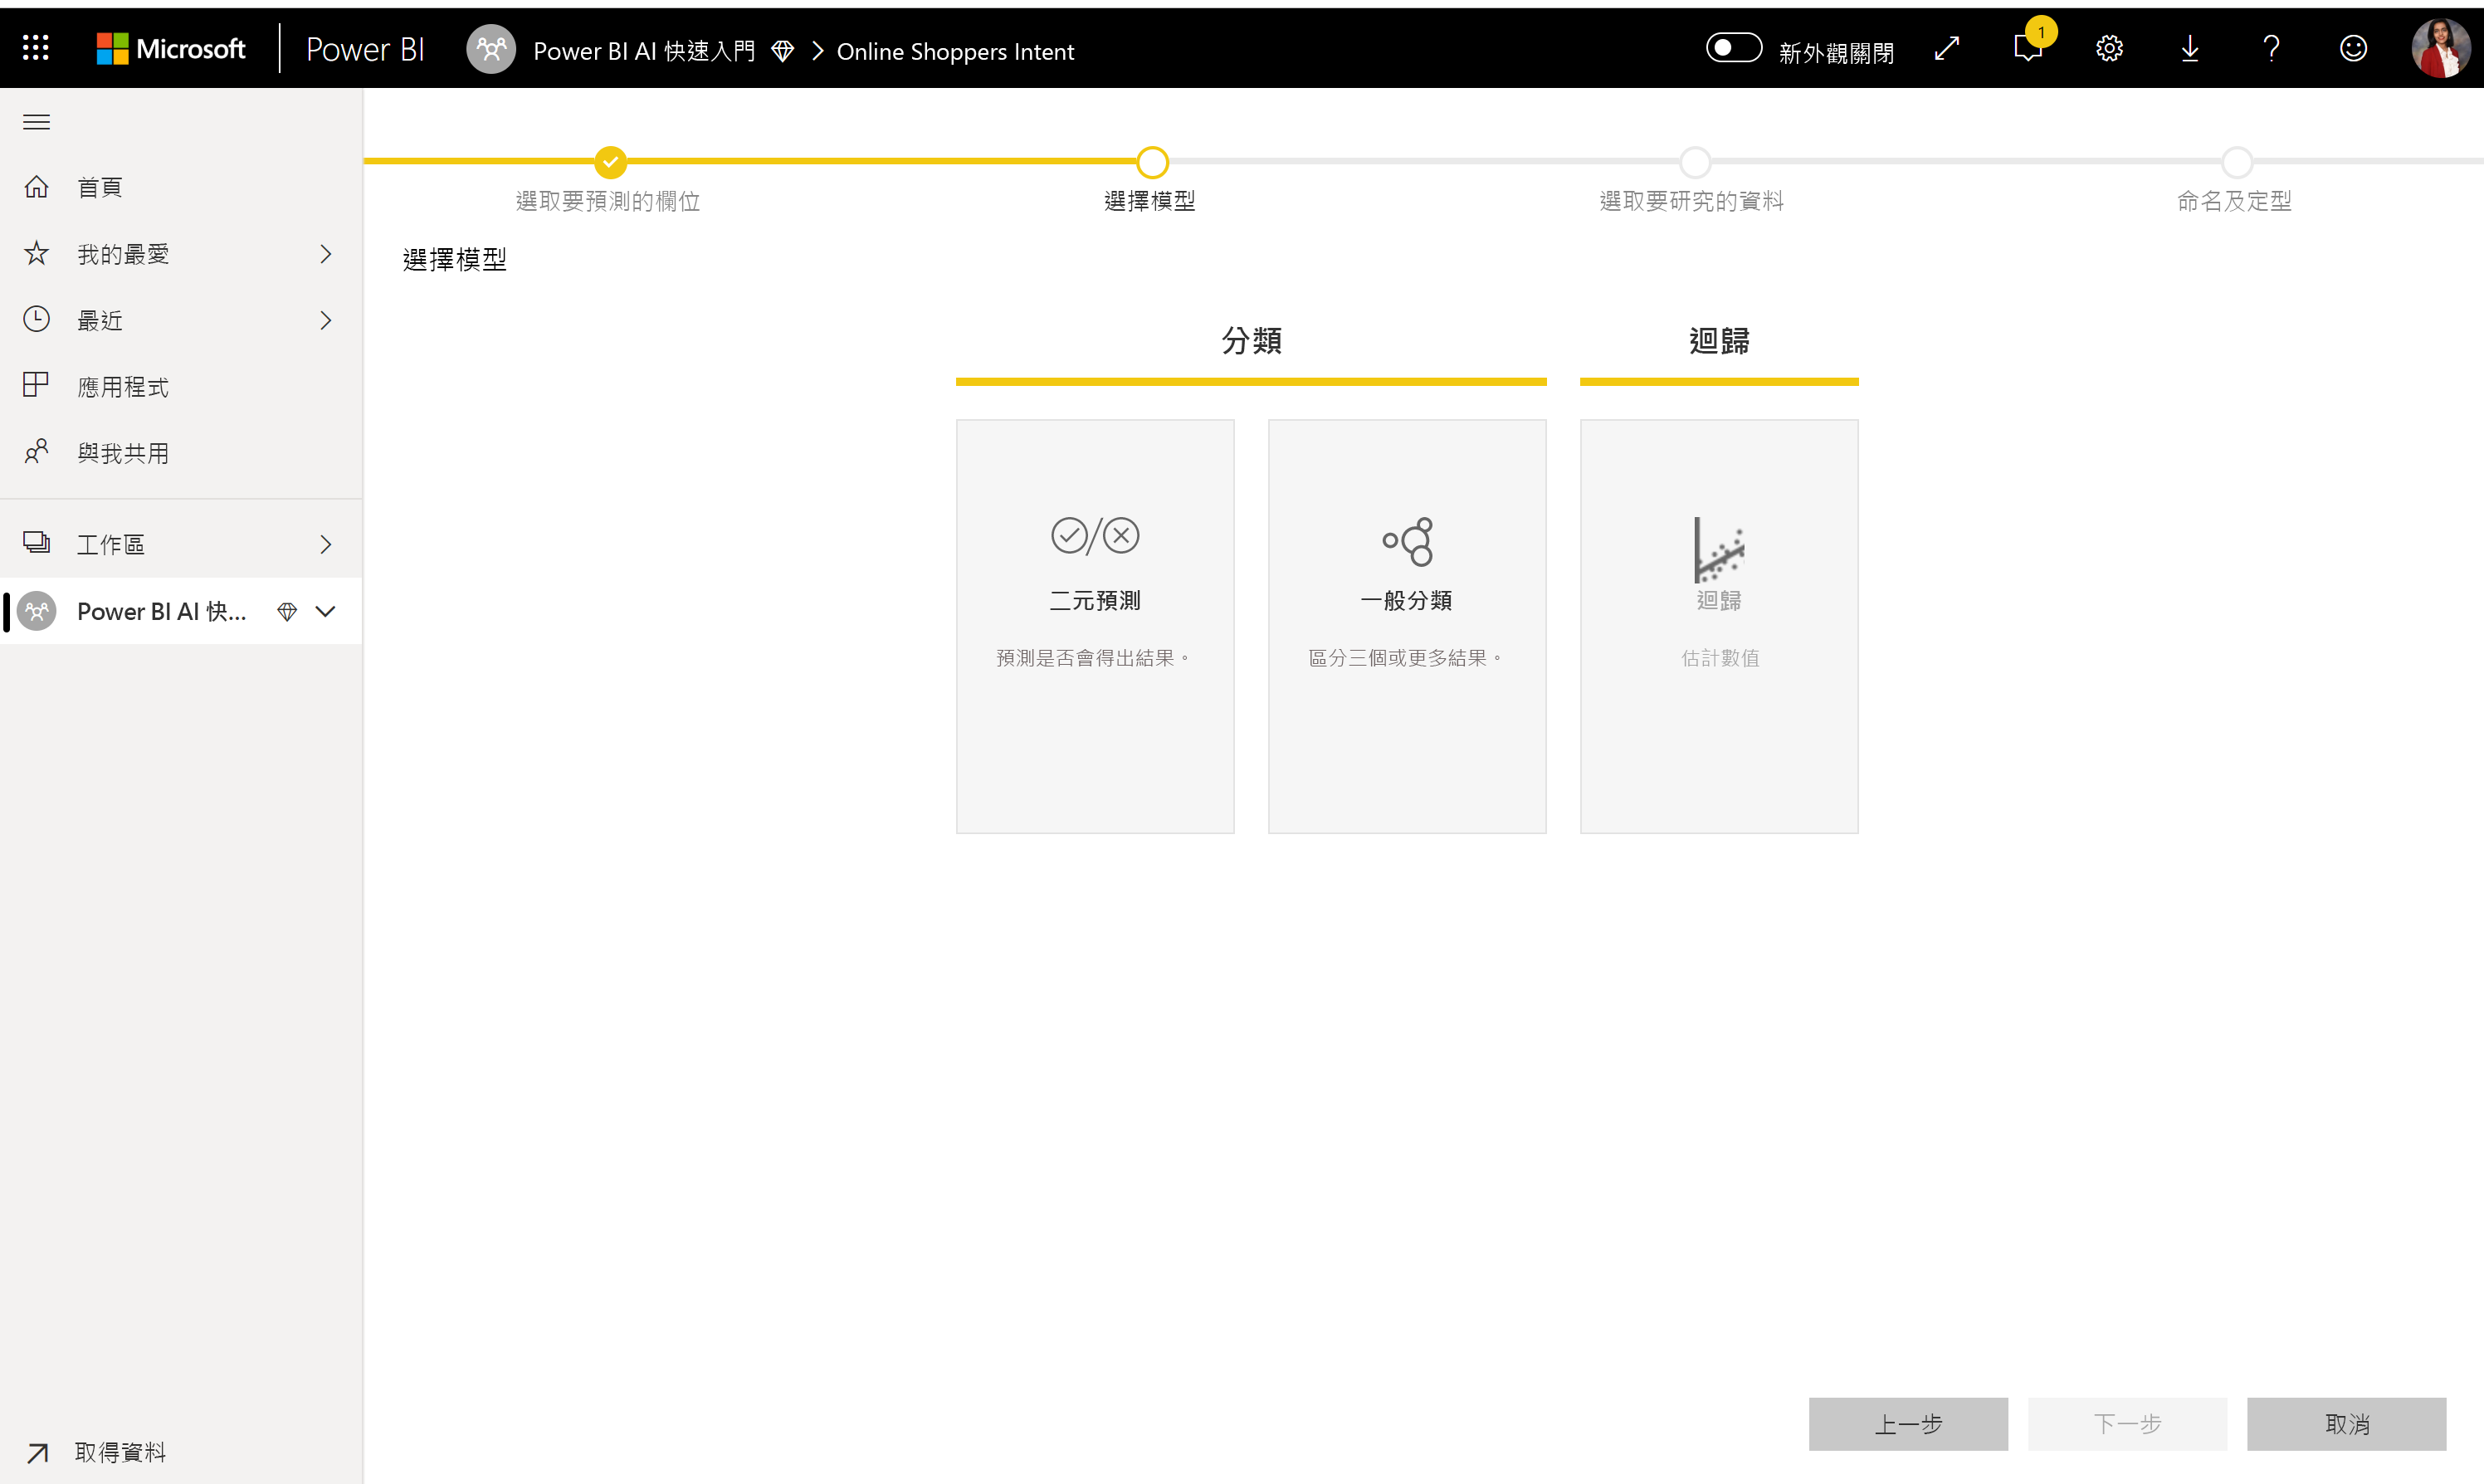 Microsoft
Power BI
Power BI AI 快速入門
Online Shoppers Intent
新外觀關閉
1
首頁
我的最愛
最近
應用程式
與我共用
工作區
Power BI AI 快...
取得資料
選取要預測的欄位
選擇模型
選取要研究的資料
命名及定型
選擇模型
分類
迴歸
二元預測
預測是否會得出結果。
一般分類
區分三個或更多結果。
迴歸
估計數值
上一步
下一步
取消